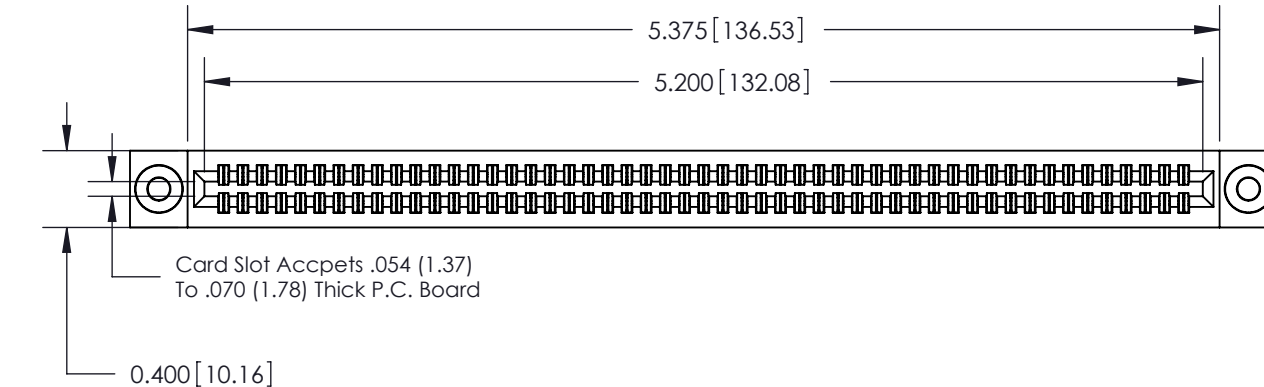 5.375[136.53]
5.200[132.08]
Card Slot Accpets .054 (1.37)
To .070 (1.78) Thick P.C. Board
0.400[10.16]